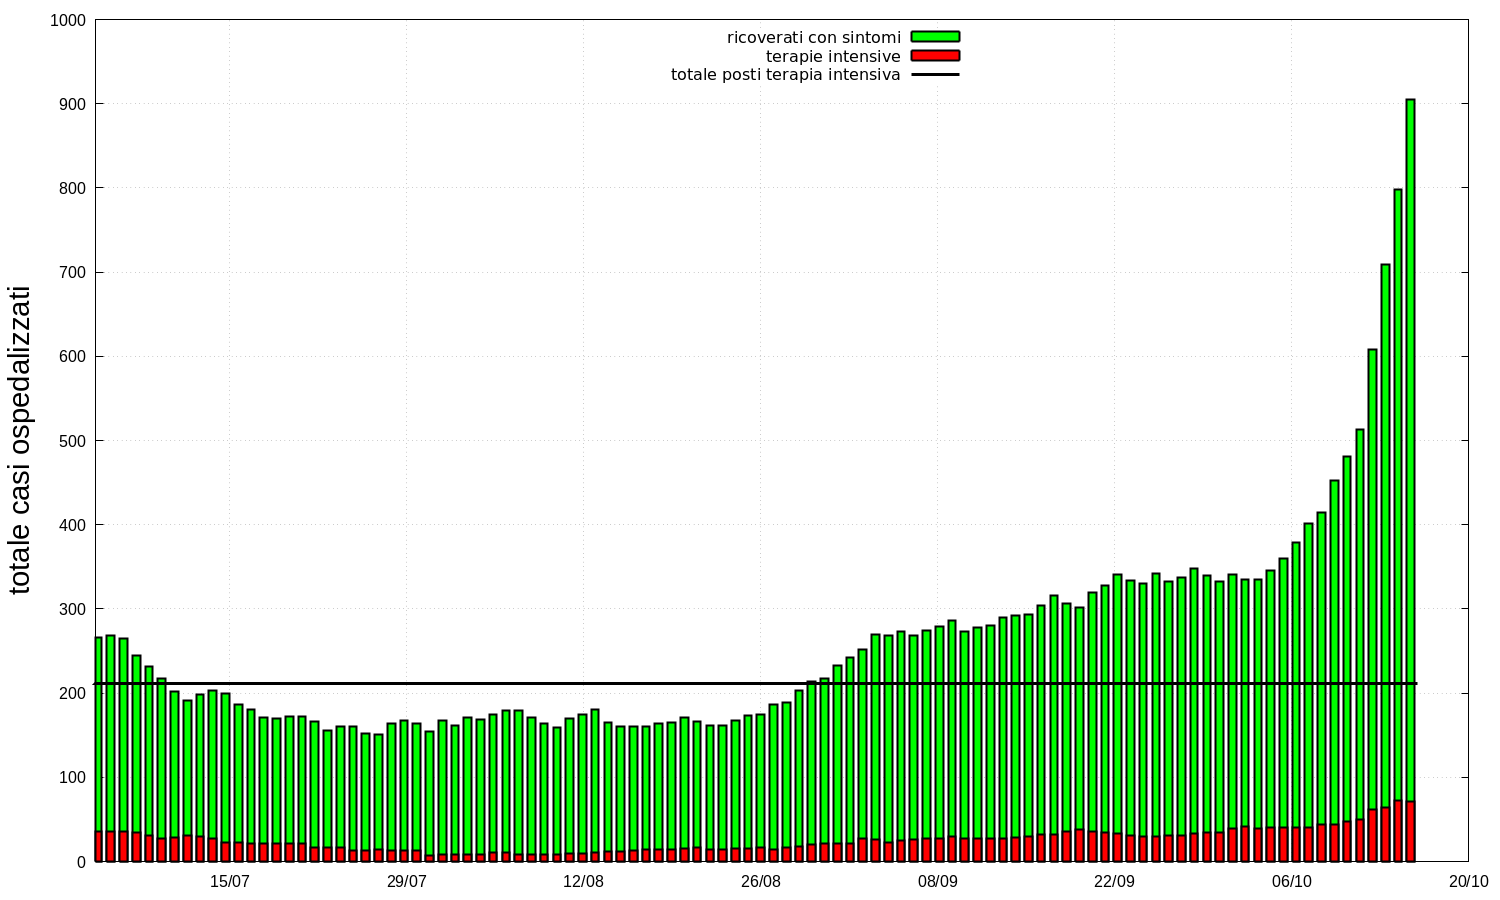 ricoverati con sintomi
terapie intensive
totale posti terapia intensiva
totale casi ospedalizzati
1000
900
800
700
600
500
400
300
200
100
0
15/07 29/07 12/08 26/08 08/09 22/09 06/10 20/10